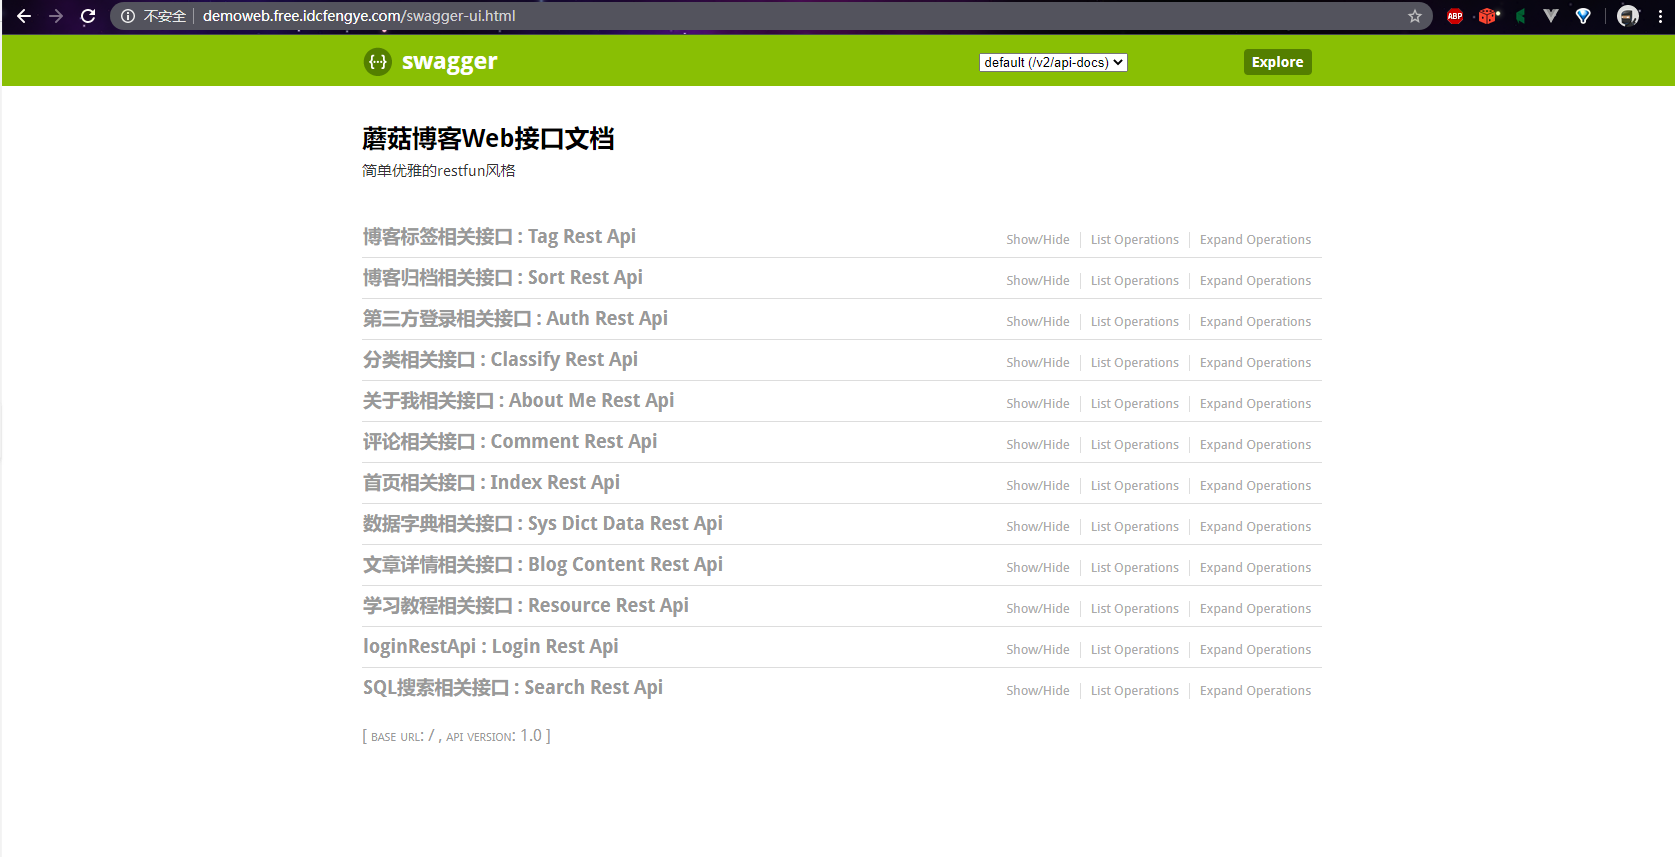 不安全 demoweb.free.idcfengye.com/swagger-ui.html ABP
{···} swagger default (/v2/api-docs) Explore
蘑菇博客Web接口文档
简单优雅的restfun风格
博客标签相关接口 : Tag Rest Api Show/Hide List Operations Expand Operations
博客归档相关接口 : Sort Rest Api Show/Hide List Operations Expand Operations
第三方登录相关接口 : Auth Rest Api Show/Hide List Operations Expand Operations
分类相关接口 : Classify Rest Api Show/Hide List Operations Expand Operations
关于我相关接口 : About Me Rest Api Show/Hide List Operations Expand Operations
评论相关接口 : Comment Rest Api Show/Hide List Operations Expand Operations
首页相关接口 : Index Rest Api Show/Hide List Operations Expand Operations
数据字典相关接口 : Sys Dict Data Rest Api Show/Hide List Operations Expand Operations
文章详情相关接口 : Blog Content Rest Api Show/Hide List Operations Expand Operations
学习教程相关接口 : Resource Rest Api Show/Hide List Operations Expand Operations
loginRestApi : Login Rest Api Show/Hide List Operations Expand Operations
SQL搜索相关接口 : Search Rest Api Show/Hide List Operations Expand Operations
[ BASE URL: / , API VERSION: 1.0 ]